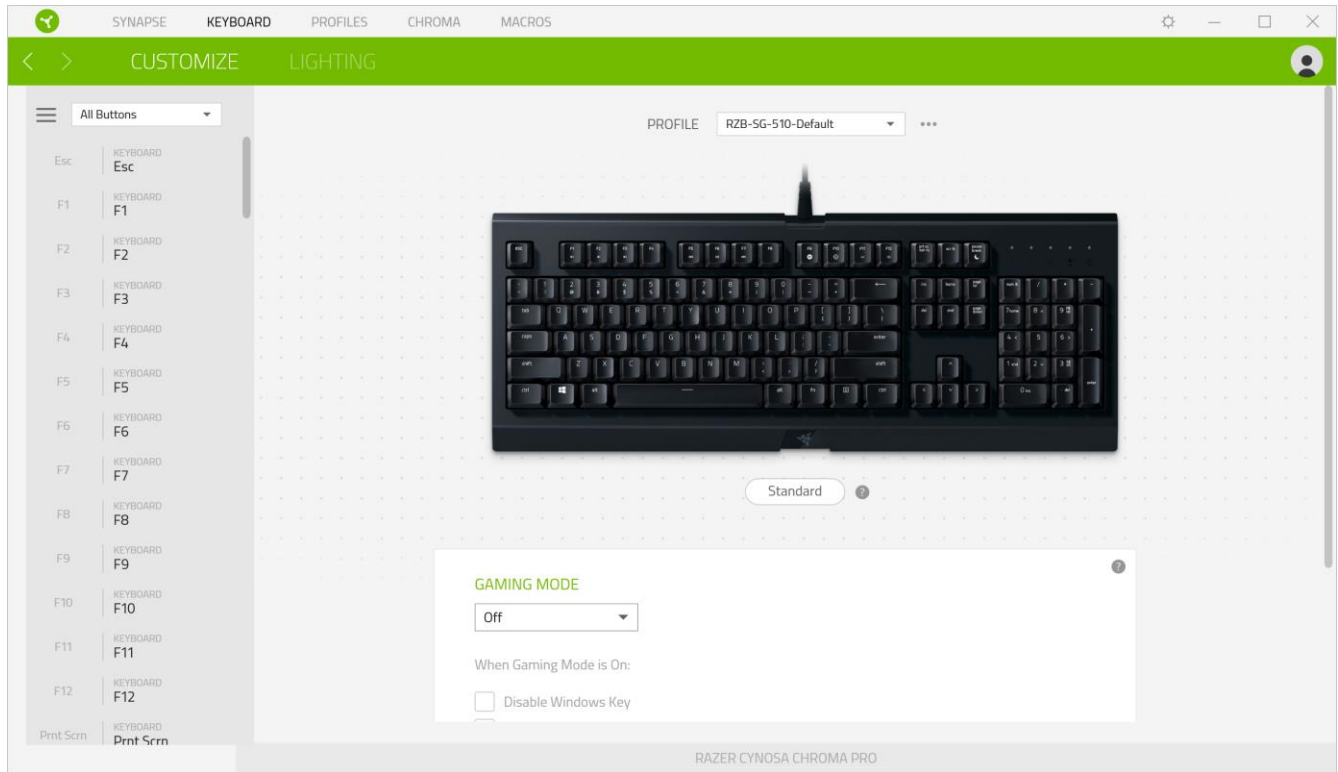 SYNAPSE KEYBOARD PROFILES CHROMA MACROS
CUSTOMIZE LIGHTING
All Buttons
PROFILE RZB-SG-510-Default
Esc KEYBOARD
Esc
F1 KEYBOARD
F1
F2 KEYBOARD
F2
F3 KEYBOARD
F3
F4 KEYBOARD
F4
F5 KEYBOARD
F5
F6 KEYBOARD
F6
F7 KEYBOARD
F7
F8 KEYBOARD
F8
F9 KEYBOARD
F9
F10 KEYBOARD
F10
F11 KEYBOARD
F11
F12 KEYBOARD
F12
Prnt Scrn KEYBOARD
Prnt Scrn
Q W E R T Y U I O P
A S D F G H J K L
Z X C V B N M
Standard
GAMING MODE
Off
When Gaming Mode is On:
Disable Windows Key
RAZER CYNOSA CHROMA PRO